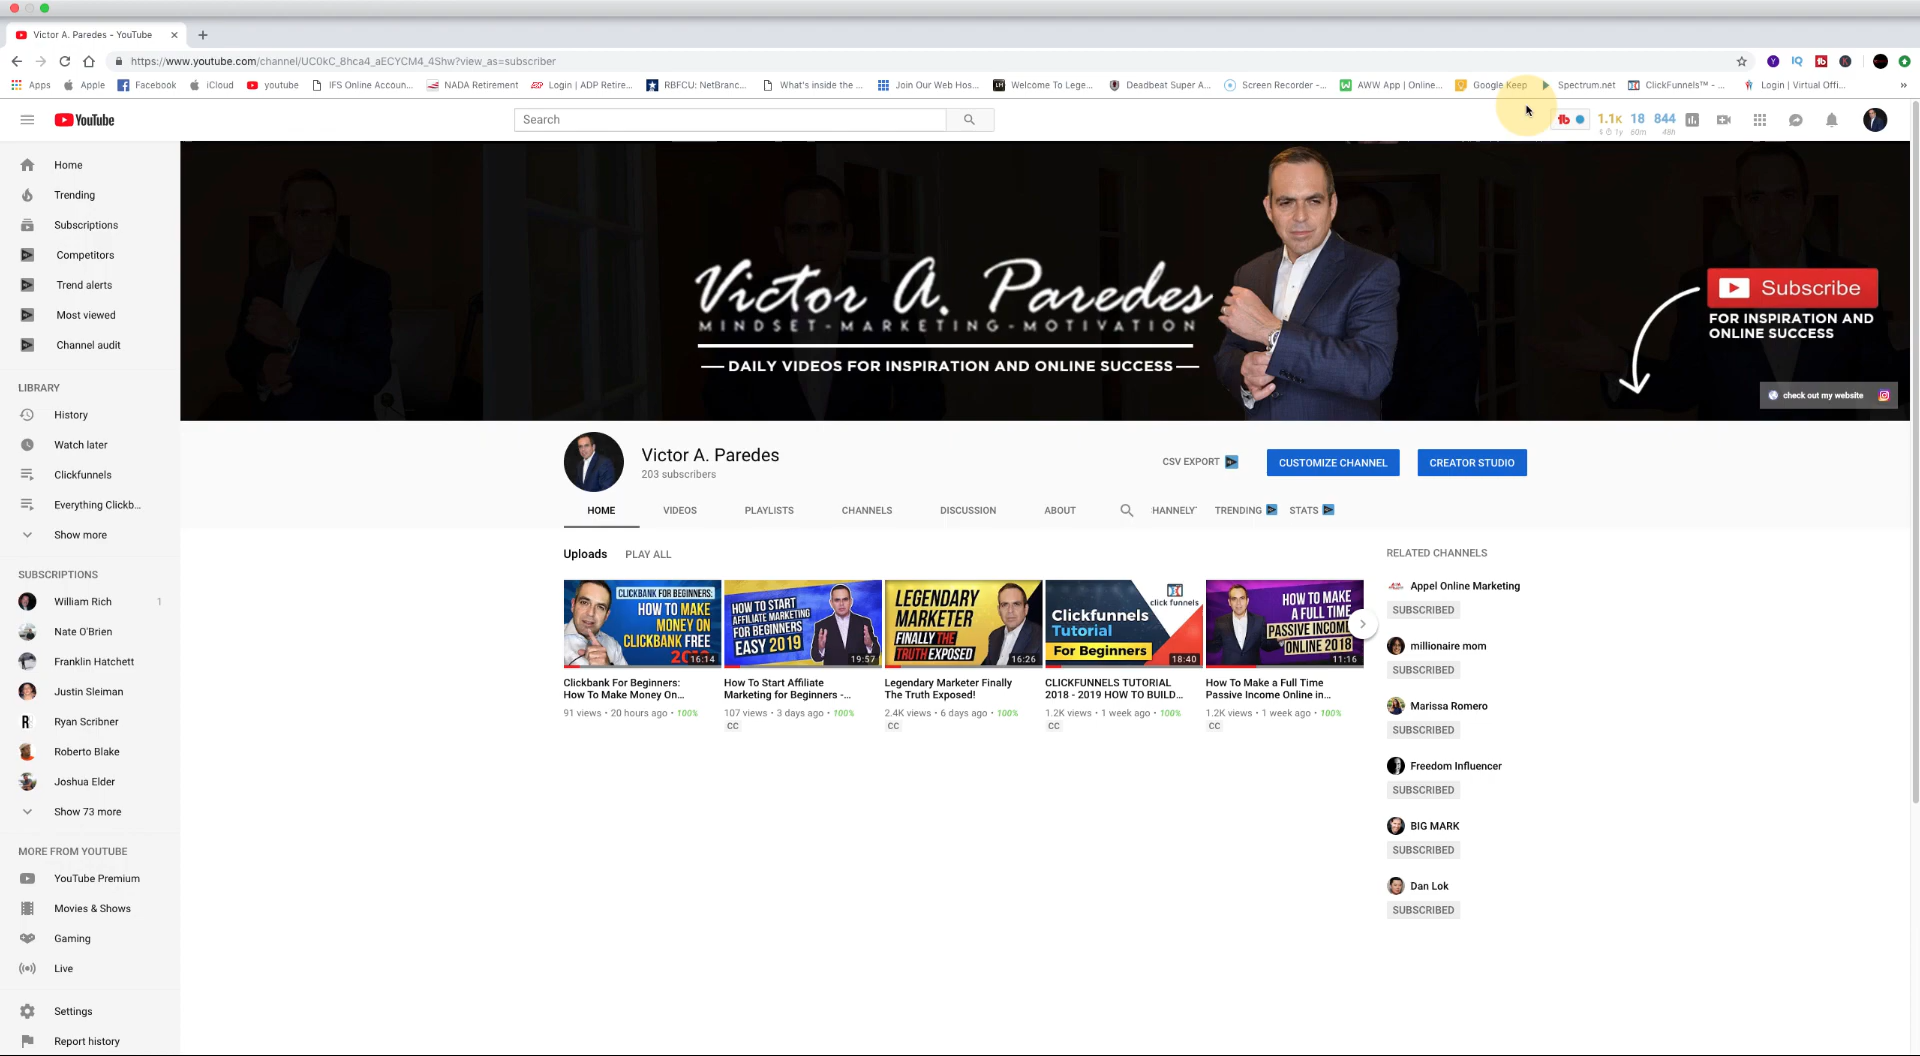 Victor A. Paredes - YouTube
https://www.youtube.com/channel/UC0kC_8hca4_aECYCM4_4Shw?view_as=subscriber
Apps Apple Facebook iCloud youtube IFS Online Accoun... NADA Retirement Login | ADP Retire... RBFCU: NetBranc... What's inside the ... Join Our Web Hos... Welcome To Lege... Deadbeat Super A... Screen Recorder -... AWW App | Online... Google Keep Spectrum.net ClickFunnels™ - ... Login | Virtual Offi...
YouTube
Search
tb 1.1K 18 844
1y 60m 48h
Home
Trending
Subscriptions
Competitors
Trend alerts
Most viewed
Channel audit
LIBRARY
History
Watch later
Clickfunnels
Everything Clickb...
Show more
SUBSCRIPTIONS
William Rich 1
Nate O'Brien
Franklin Hatchett
Justin Sleiman
Ryan Scribner
Roberto Blake
Joshua Elder
Show 73 more
MORE FROM YOUTUBE
YouTube Premium
Movies & Shows
Gaming
Live
Settings
Report history
Victor A. Paredes
MINDSET-MARKETING-MOTIVATION
DAILY VIDEOS FOR INSPIRATION AND ONLINE SUCCESS
Subscribe
FOR INSPIRATION AND
ONLINE SUCCESS
check out my website
Victor A. Paredes
203 subscribers
CSV EXPORT
CUSTOMIZE CHANNEL
CREATOR STUDIO
HOME VIDEOS PLAYLISTS CHANNELS DISCUSSION ABOUT HANNELY TRENDING STATS
Uploads PLAY ALL
CLICKBANK FOR BEGINNERS:
HOW TO MAKE
MONEY ON
CLICKBANK FREE
16:14
Clickbank For Beginners:
How To Make Money On...
91 views • 20 hours ago • 100%
HOW TO START
AFFILIATE MARKETING
FOR BEGINNERS
EASY 2019
19:57
How To Start Affiliate
Marketing for Beginners -...
107 views • 3 days ago • 100%
CC
LEGENDARY
MARKETER
FINALLY THE
TRUTH EXPOSED
16:26
Legendary Marketer Finally
The Truth Exposed!
2.4K views • 6 days ago • 100%
CC
click funnels
Clickfunnels
Tutorial
For Beginners
18:40
CLICKFUNNELS TUTORIAL
2018 - 2019 HOW TO BUILD...
1.2K views • 1 week ago • 100%
CC
HOW TO MAKE
A FULL TIME
PASSIVE INCOME
ONLINE 2018
11:16
How To Make a Full Time
Passive Income Online in...
1.2K views • 1 week ago • 100%
CC
RELATED CHANNELS
Appel Online Marketing
SUBSCRIBED
millionaire mom
SUBSCRIBED
Marissa Romero
SUBSCRIBED
Freedom Influencer
SUBSCRIBED
BIG MARK
SUBSCRIBED
Dan Lok
SUBSCRIBED